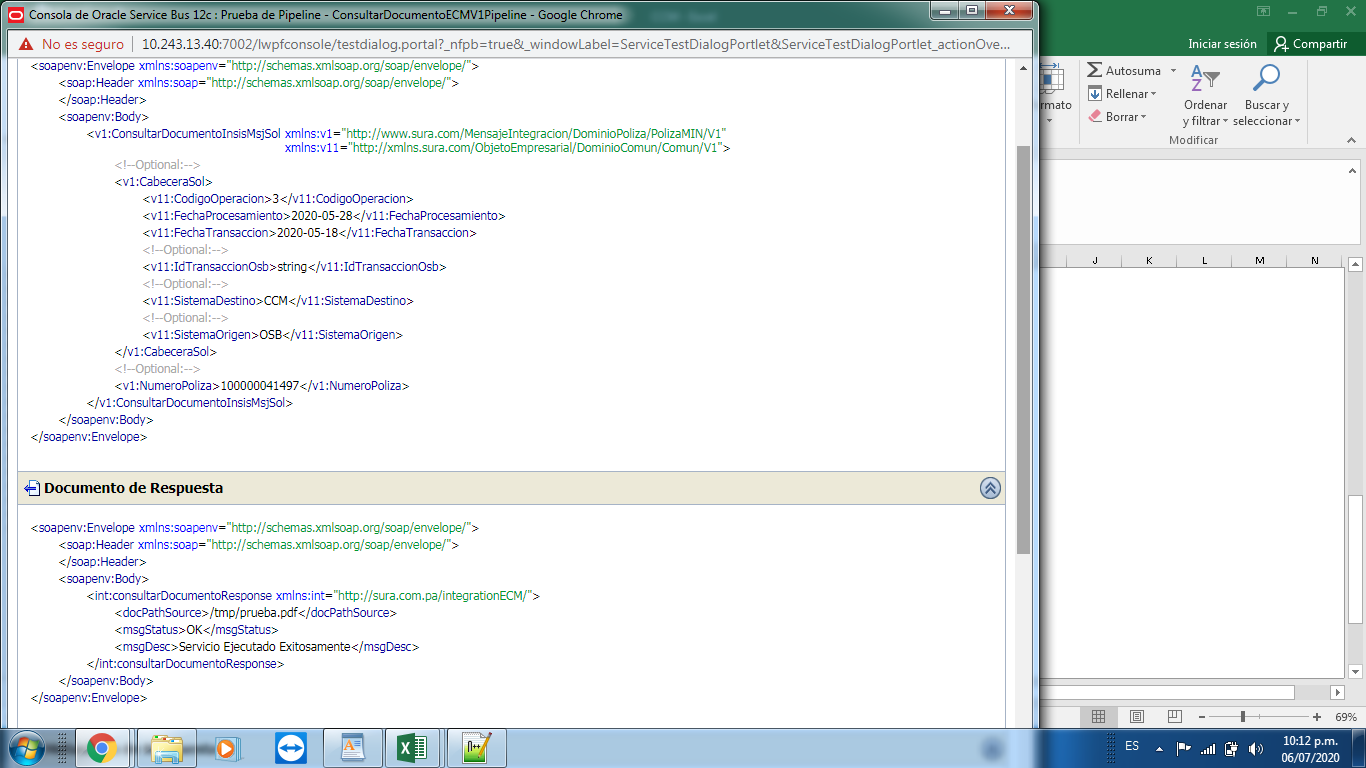 Consola de Oracle Service Bus 12c : Prueba de Pipeline - ConsultarDocumentoECMV1Pipeline - Google Chrome
No es seguro | 10.243.13.40:7002/lwpfconsole/testdialog.portal?_nfpb=true&_windowLabel=ServiceTestDialogPortlet&ServiceTestDialogPortlet_actionOve...
<soapenv:Envelope xmlns:soapenv="http://schemas.xmlsoap.org/soap/envelope/">
<soap:Header xmlns:soap="http://schemas.xmlsoap.org/soap/envelope/">
</soap:Header>
<soapenv:Body>
<v1:ConsultarDocumentoInsisMsjSol xmlns:v1="http://www.sura.com/MensajeIntegracion/DominioPoliza/PolizaMIN/V1"
xmlns:v11="http://xmlns.sura.com/ObjetoEmpresarial/DominioComun/Comun/V1">
<!--Optional:-->
<v1:CabeceraSol>
<v11:CodigoOperacion>3</v11:CodigoOperacion>
<v11:FechaProcesamiento>2020-05-28</v11:FechaProcesamiento>
<v11:FechaTransaccion>2020-05-18</v11:FechaTransaccion>
<!--Optional:-->
<v11:IdTransaccionOsb>string</v11:IdTransaccionOsb>
<!--Optional:-->
<v11:SistemaDestino>CCM</v11:SistemaDestino>
<!--Optional:-->
<v11:SistemaOrigen>OSB</v11:SistemaOrigen>
</v1:CabeceraSol>
<!--Optional:-->
<v1:NumeroPoliza>100000041497</v1:NumeroPoliza>
</v1:ConsultarDocumentoInsisMsjSol>
</soapenv:Body>
</soapenv:Envelope>
Documento de Respuesta
<soapenv:Envelope xmlns:soapenv="http://schemas.xmlsoap.org/soap/envelope/">
<soap:Header xmlns:soap="http://schemas.xmlsoap.org/soap/envelope/">
</soap:Header>
<soapenv:Body>
<int:consultarDocumentoResponse xmlns:int="http://sura.com.pa/integrationECM/">
<docPathSource>/tmp/prueba.pdf</docPathSource>
<msgStatus>OK</msgStatus>
<msgDesc>Servicio Ejecutado Exitosamente</msgDesc>
</int:consultarDocumentoResponse>
</soapenv:Body>
</soapenv:Envelope>
Iniciar sesión
Compartir
Autosuma
Rellenar
Borrar
Ordenar
y filtrar
Buscar y
seleccionar
Modificar
J K L M N
69%
ES
10:12 p.m.
06/07/2020